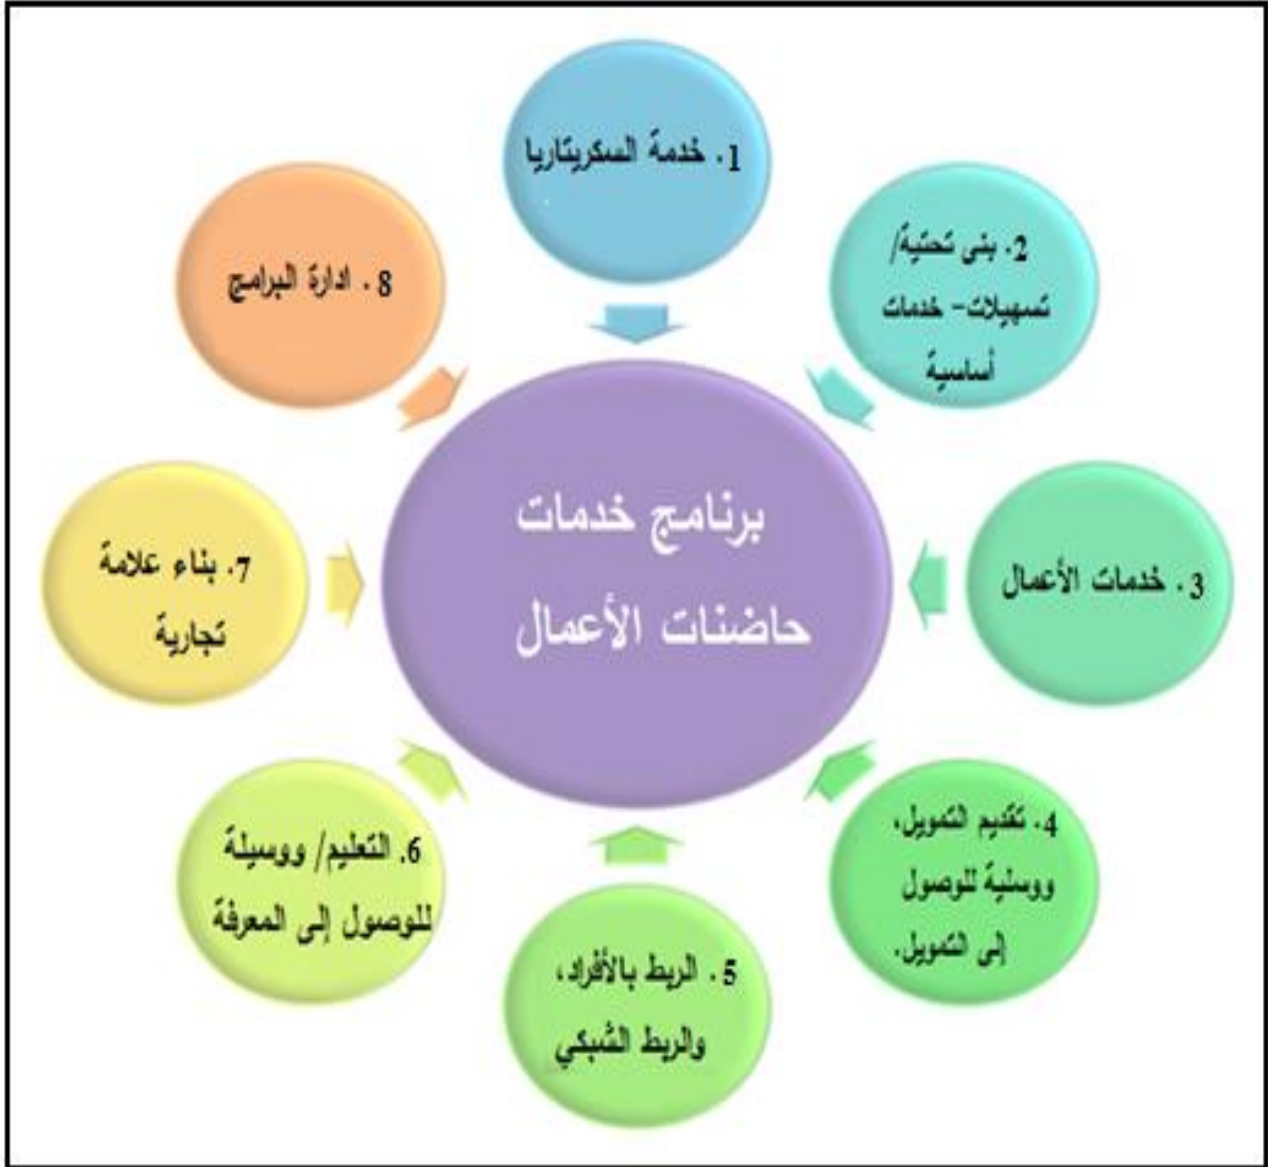 1. خدمة السكريتاريا
2. بنى تحتية/
تسهيلات- خدمات
أساسية
3. خدمات الأعمال
4. تقديم التمويل،
ووسلية للوصول
إلى التمويل.
5. الربط بالأفراد،
والربط الشبكي
6. التعليم/ ووسيلة
للوصول إلى المعرفة
7. بناء علامة
تجارية
8. ادارة البرامج
برنامج خدمات
حاضنات الأعمال